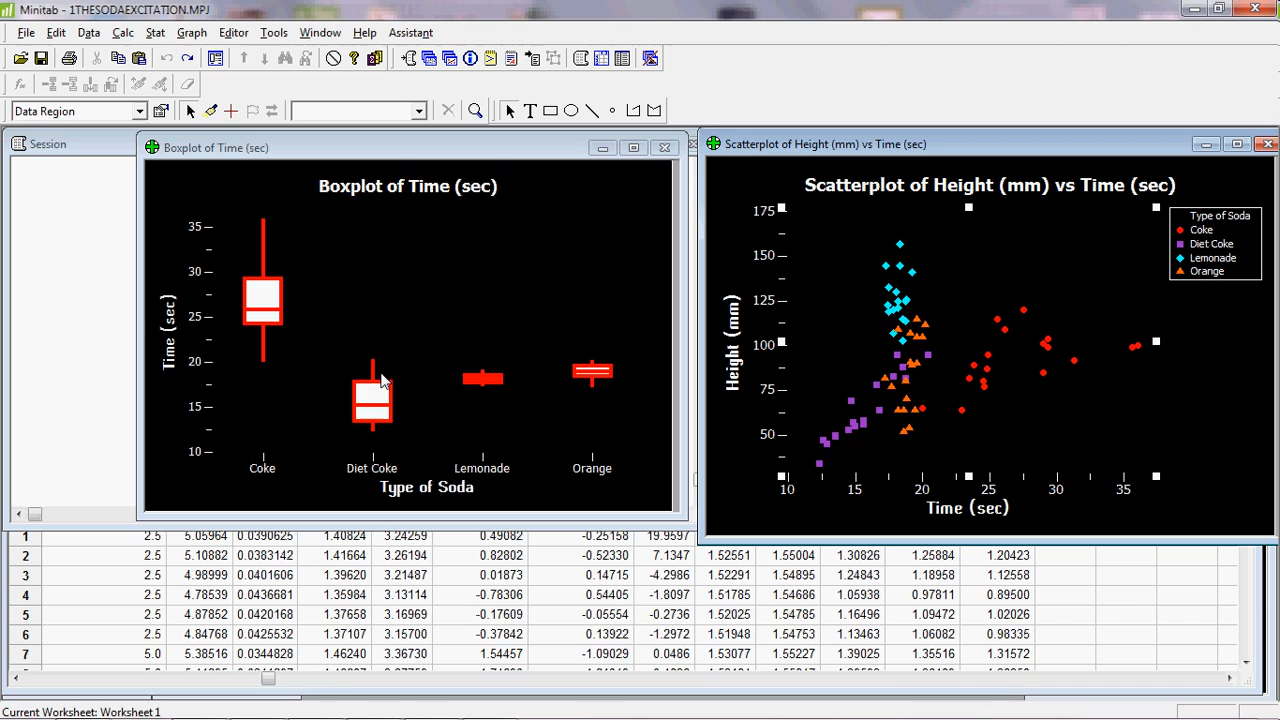 Minitab - 1THESODAEXCITATION.MPJ
File Edit Data Calc Stat Graph Editor Tools Window Help Assistant
Data Region
Session
Boxplot of Time (sec)
Boxplot of Time (sec)
35
30
25
20
15
10
Time (sec)
Coke Diet Coke Lemonade Orange
Type of Soda
Scatterplot of Height (mm) vs Time (sec)
Scatterplot of Height (mm) vs Time (sec)
175
150
125
100
75
50
Height (mm)
10 15 20 25 30 35
Time (sec)
Type of Soda
Coke
Diet Coke
Lemonade
Orange
1 2.5 5.05964 0.0390625 1.40824 3.24259 0.49082 -0.25158 19.9597
2 2.5 5.10882 0.0383142 1.41664 3.26194 0.82802 -0.52330 7.1347 1.52551 1.55004 1.30826 1.25884 1.20423
3 2.5 4.98999 0.0401606 1.39620 3.21487 0.01873 0.14715 -4.2986 1.52291 1.54895 1.24843 1.18958 1.12558
4 2.5 4.78539 0.0436681 1.35984 3.13114 -0.78306 0.54405 -1.8097 1.51785 1.54686 1.05938 0.97811 0.89500
5 2.5 4.87852 0.0420168 1.37658 3.16969 -0.17609 -0.05554 -0.2736 1.52025 1.54785 1.16496 1.09472 1.02026
6 2.5 4.84768 0.0425532 1.37107 3.15700 -0.37842 0.13922 -1.2972 1.51948 1.54753 1.13463 1.06082 0.98335
7 5.0 5.38516 0.0344828 1.46240 3.36730 1.54457 -1.09029 0.0486 1.53077 1.55227 1.39025 1.35516 1.31572
Current Worksheet: Worksheet 1